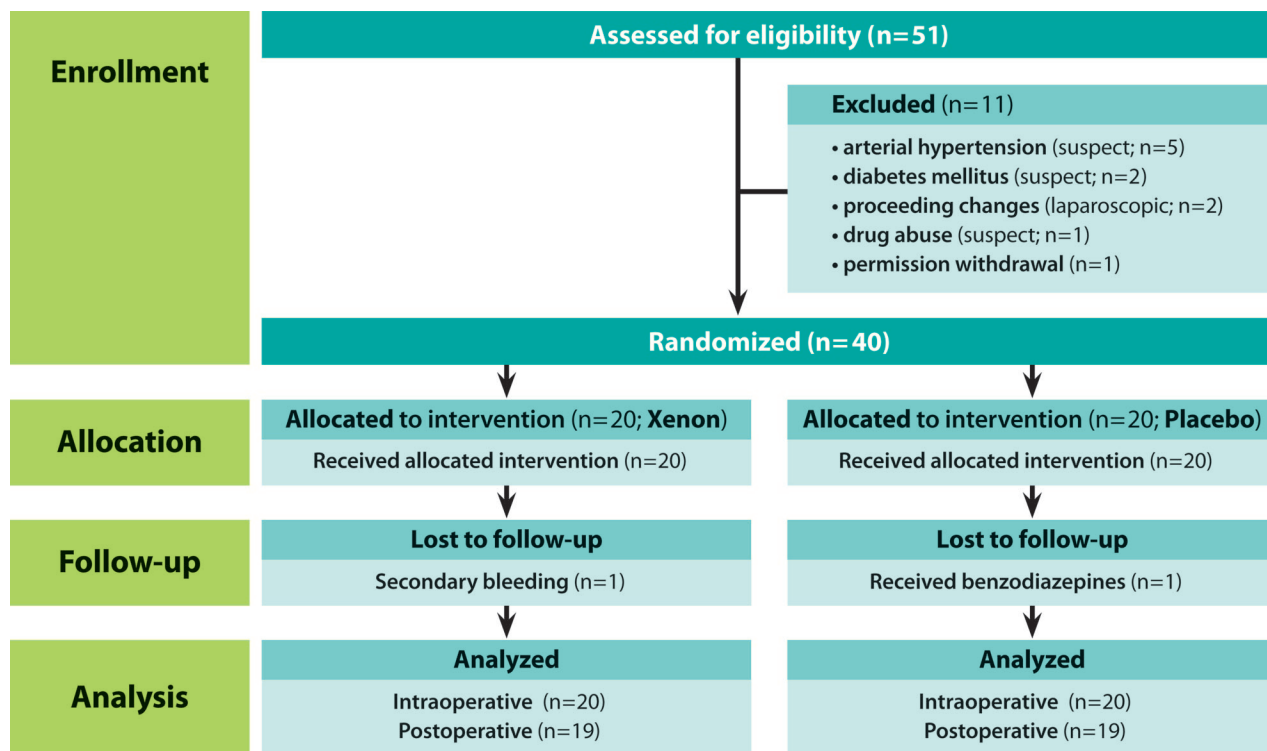 Enrollment
Assessed for eligibility (n=51)
Excluded (n=11)
• arterial hypertension (suspect; n=5)
• diabetes mellitus (suspect; n=2)
• proceeding changes (laparoscopic; n=2)
• drug abuse (suspect; n=1)
• permission withdrawal (n=1)
Randomized (n=40)
Allocation
Allocated to intervention (n=20; Xenon)
Received allocated intervention (n=20)
Allocated to intervention (n=20; Placebo)
Received allocated intervention (n=20)
Follow-up
Lost to follow-up
Secondary bleeding (n=1)
Lost to follow-up
Received benzodiazepines (n=1)
Analysis
Analyzed
Intraoperative (n=20)
Postoperative (n=19)
Analyzed
Intraoperative (n=20)
Postoperative (n=19)